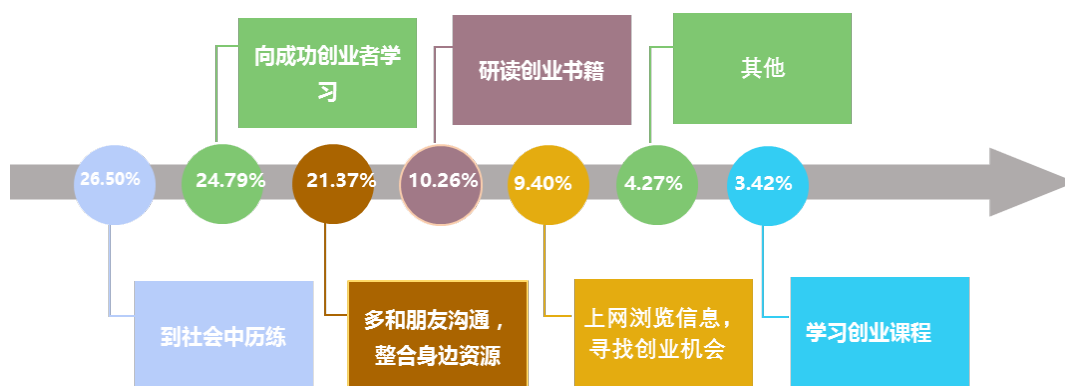 向成功创业者学
习
研读创业书籍
其他
26.50%
24.79%
21.37%
10.26%
9.40%
4.27%
3.42%
到社会中历练
多和朋友沟通，
整合身边资源
上网浏览信息，
寻找创业机会
学习创业课程